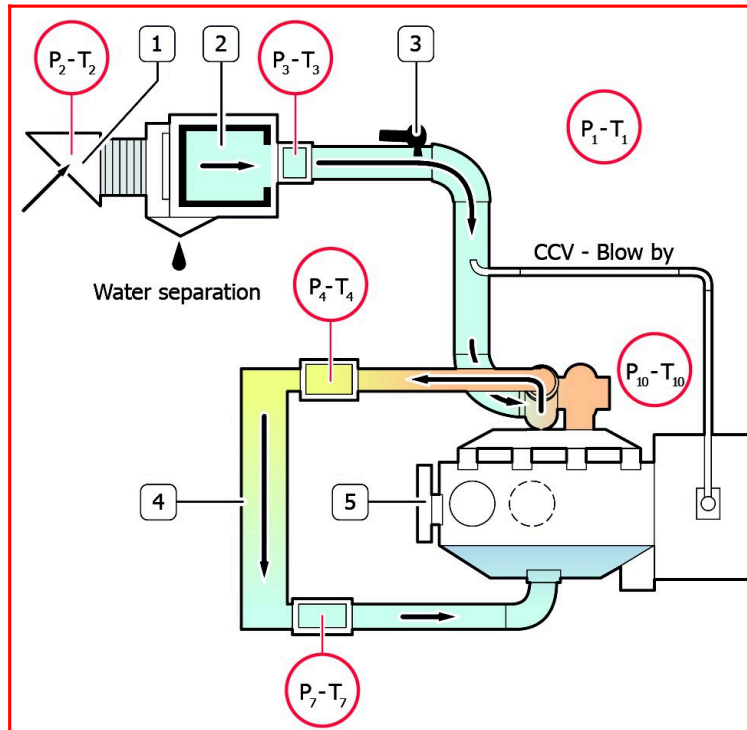 P2-T2
1
2
P3-T3
3
P1-T1
CCV - Blow by
Water separation
P4-T4
P10-T10
4
5
P7-T7